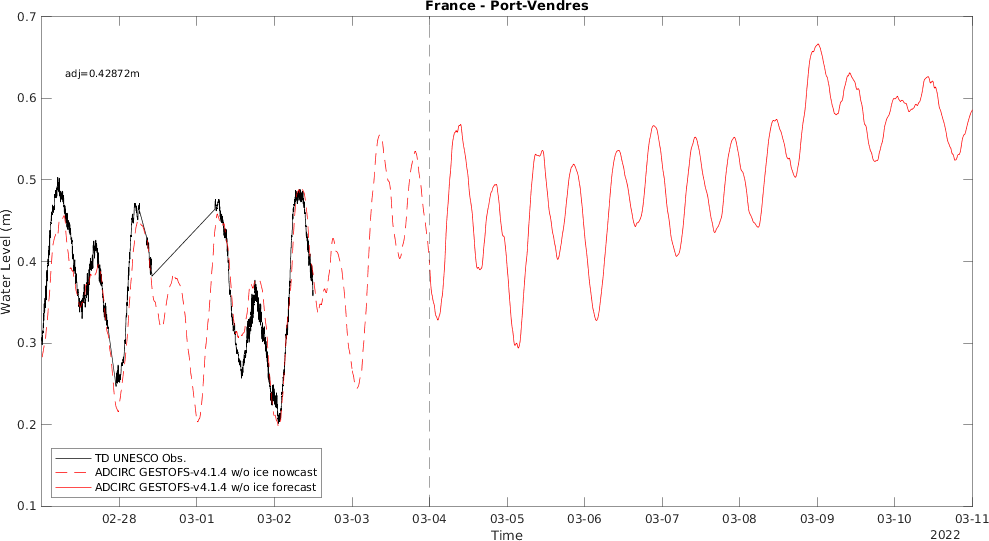 France - Port-Vendres
adj=0.42872m
Water Level (m)
0.7
0.6
0.5
0.4
0.3
0.2
0.1
TD UNESCO Obs.
ADCIRC GESTOFS-v4.1.4 w/o ice nowcast
ADCIRC GESTOFS-v4.1.4 w/o ice forecast
02-28 03-01 03-02 03-03 03-04 03-05 03-06 03-07 03-08 03-09 03-10 03-11
Time
2022